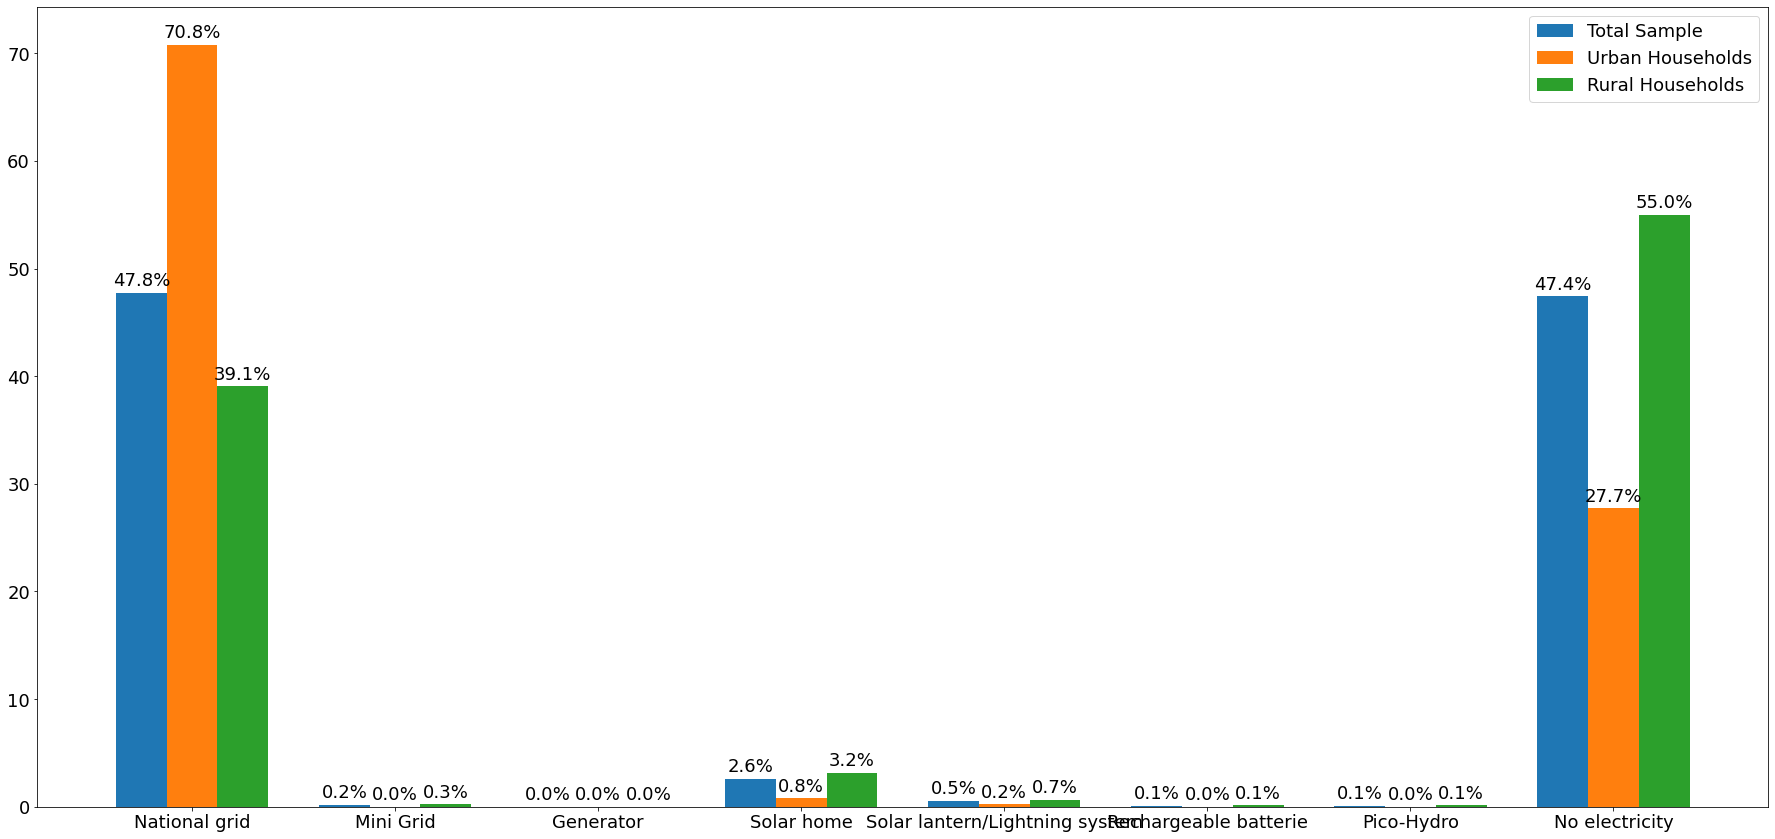 Total Sample
Urban Households
Rural Households
70
60
50
40
30
20
10
0
47.8%
70.8%
39.1%
0.2%
0.0%
0.3%
0.0%
0.0%
0.0%
2.6%
0.8%
3.2%
0.5%
0.2%
0.7%
0.1%
0.0%
0.1%
0.1%
0.0%
0.1%
47.4%
27.7%
55.0%
National grid
Mini Grid
Generator
Solar home
Solar lantern/Lightning system
Rechargeable batterie
Pico-Hydro
No electricity